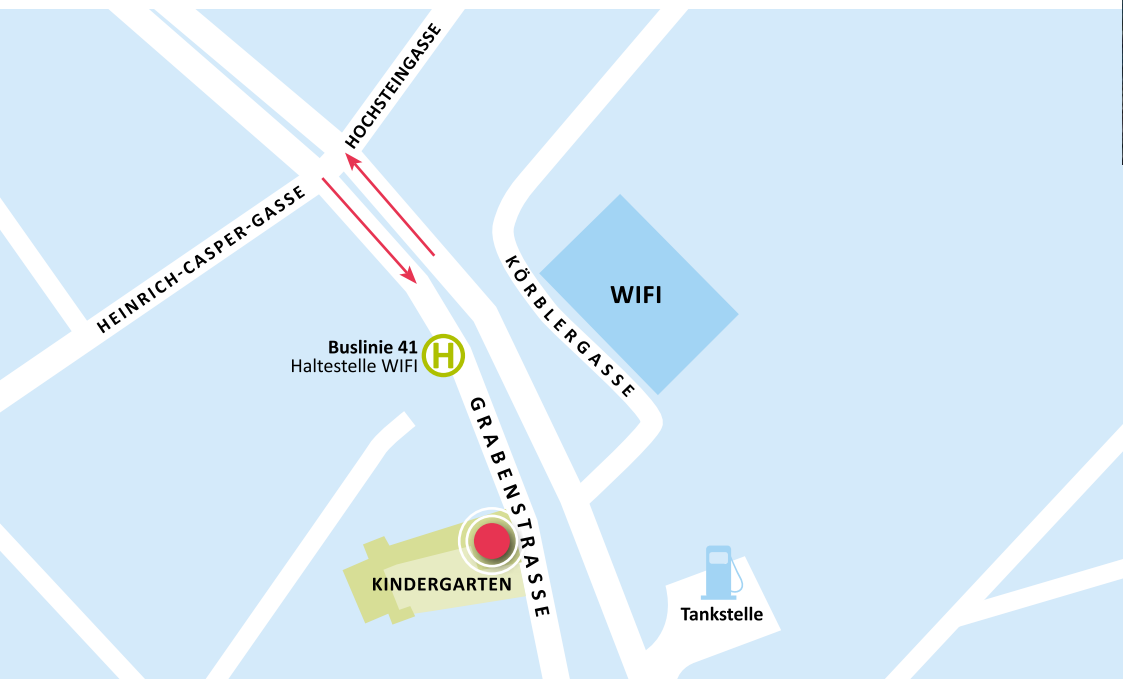 HOCHSTEINGASSE
HEINRICH-CASPER-GASSE
KÖRBLERGASSE
WIFI
Buslinie 41
Haltestelle WIFI
H
GRABENSTRASSE
KINDERGARTEN
Tankstelle